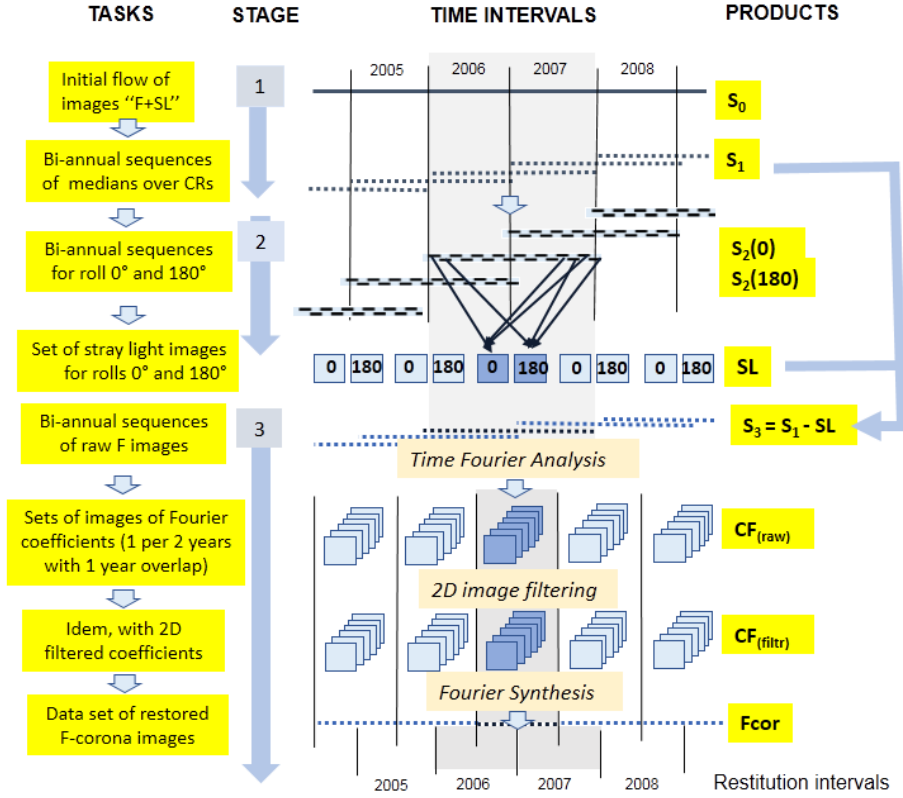 TASKS STAGE TIME INTERVALS PRODUCTS
2005 2006 2007 2008
Initial flow of
images “F+SL”
1
S0
Bi-annual sequences
of medians over CRs
S1
2
Bi-annual sequences
for roll 0° and 180°
S2(0)
S2(180)
Set of stray light images
for rolls 0° and 180°
0 180 0 180 0 180 0 180 0 180
SL
Bi-annual sequences
of raw F images
3
S3 = S1 - SL
Time Fourier Analysis
Sets of images of Fourier
coefficients (1 per 2 years
with 1 year overlap)
CF(raw)
2D image filtering
Idem, with 2D
filtered coefficients
CF(filtr)
Fourier Synthesis
Data set of restored
F-corona images
Fcor
2005 2006 2007 2008 Restitution intervals